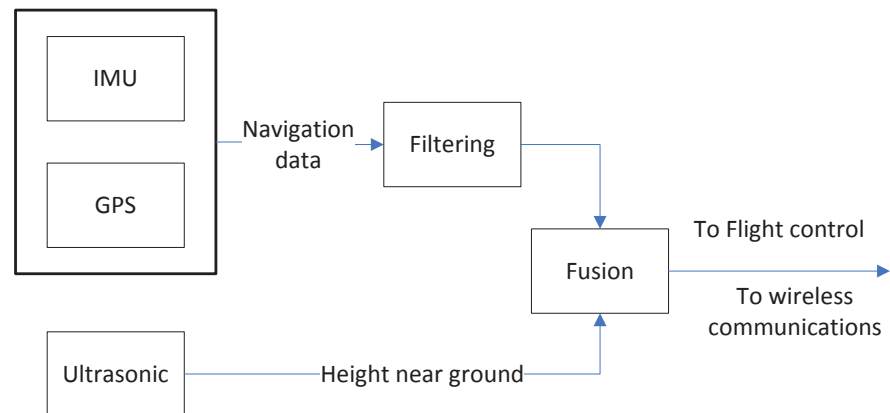 IMU
GPS
Navigation
data
Filtering
Fusion
To Flight control
To wireless
communications
Ultrasonic
Height near ground